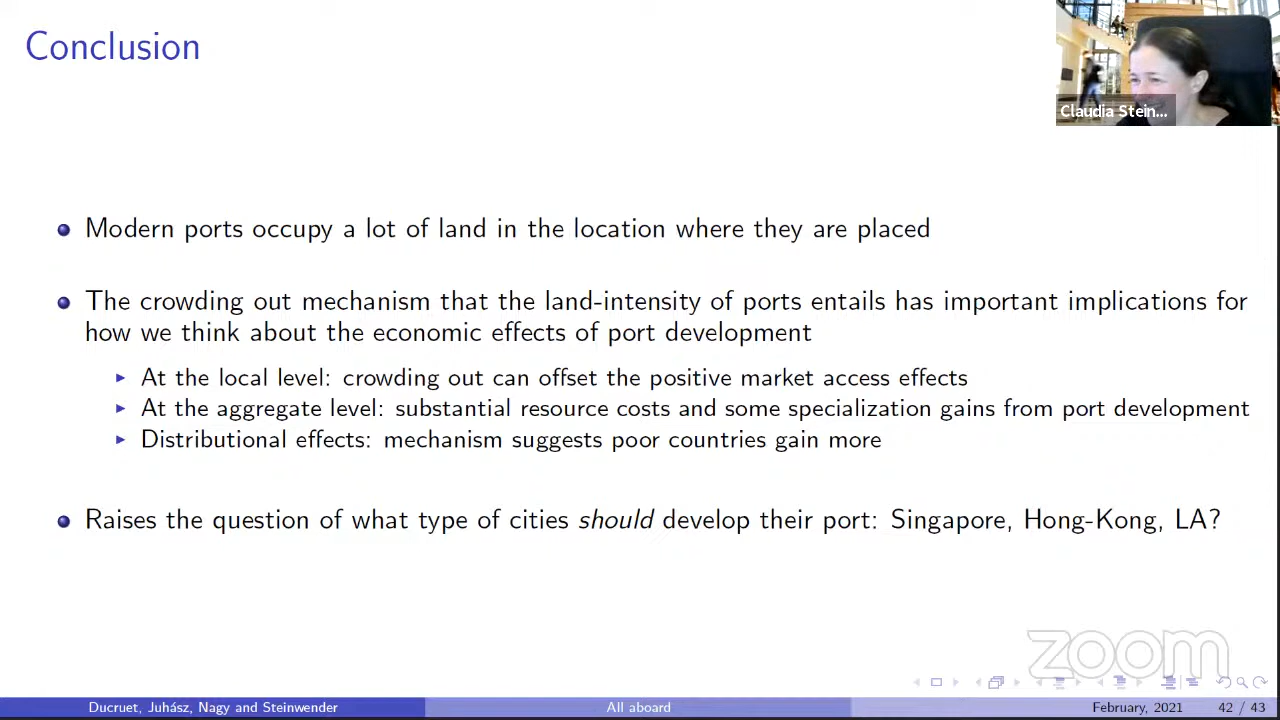 Conclusion
Claudia Stein...
Modern ports occupy a lot of land in the location where they are placed
The crowding out mechanism that the land-intensity of ports entails has important implications for
how we think about the economic effects of port development
At the local level: crowding out can offset the positive market access effects
At the aggregate level: substantial resource costs and some specialization gains from port development
Distributional effects: mechanism suggests poor countries gain more
Raises the question of what type of cities should develop their port: Singapore, Hong-Kong, LA?
zoom
Ducruet, Juhász, Nagy and Steinwender
All aboard
February, 2021
42 / 43